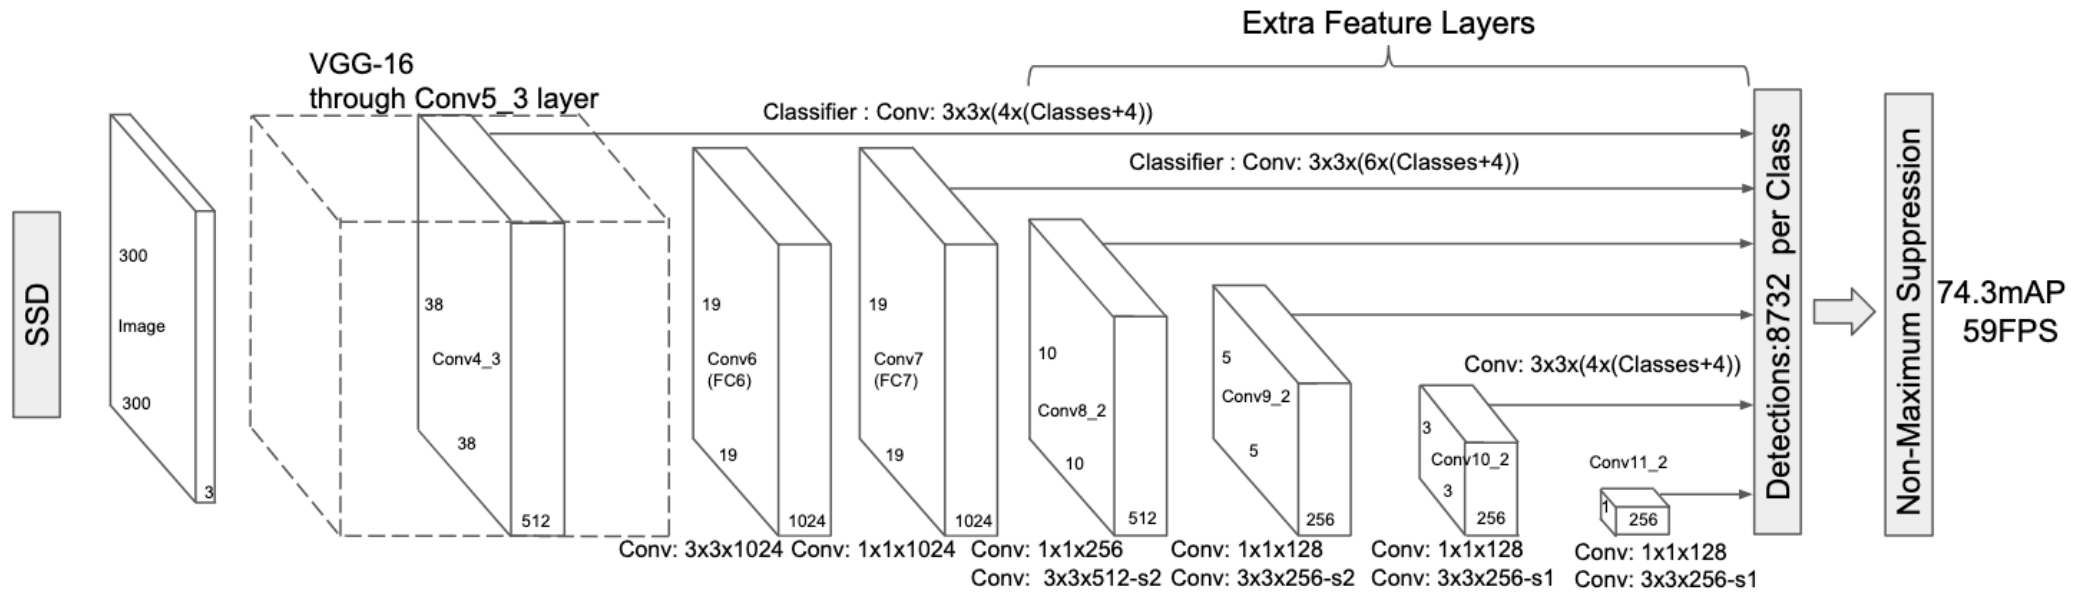 SSD
300
Image
300
3
VGG-16
through Conv5_3 layer
38
Conv4_3
38
512
19
Conv6
(FC6)
19
1024
Conv: 3x3x1024
19
Conv7
(FC7)
19
1024
Conv: 1x1x1024
Extra Feature Layers
Classifier : Conv: 3x3x(4x(Classes+4))
Classifier : Conv: 3x3x(6x(Classes+4))
10
Conv8_2
10
512
Conv: 1x1x256
Conv: 3x3x512-s2
5
Conv9_2
5
256
Conv: 1x1x128
Conv: 3x3x256-s2
Conv: 3x3x(4x(Classes+4))
3
Conv10_2
3
256
Conv: 1x1x128
Conv: 3x3x256-s1
Conv11_2
1
256
Conv: 1x1x128
Conv: 3x3x256-s1
Detections:8732 per Class
Non-Maximum Suppression
74.3mAP
59FPS